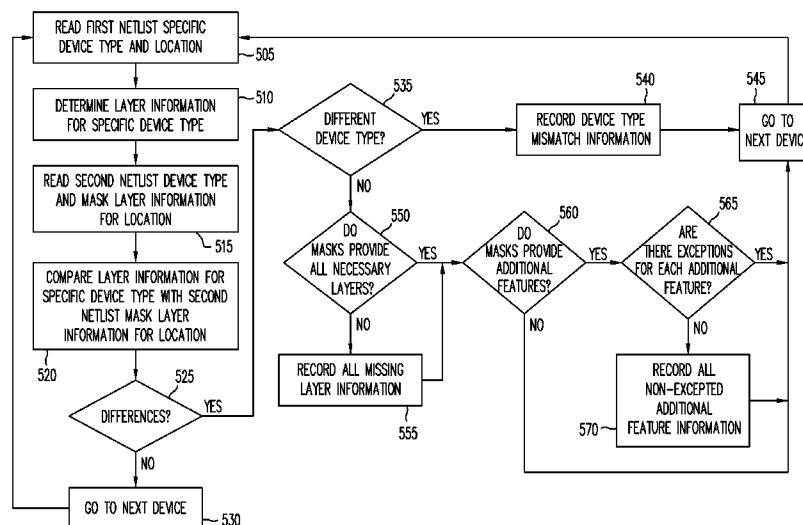 READ FIRST NETLIST SPECIFIC
DEVICE TYPE AND LOCATION
505
DETERMINE LAYER INFORMATION
FOR SPECIFIC DEVICE TYPE
510
READ SECOND NETLIST DEVICE TYPE
AND MASK LAYER INFORMATION
FOR LOCATION
515
COMPARE LAYER INFORMATION FOR
SPECIFIC DEVICE TYPE WITH SECOND
NETLIST MASK LAYER
INFORMATION FOR LOCATION
520
525
DIFFERENCES?
YES
NO
GO TO NEXT DEVICE
530
535
DIFFERENT
DEVICE TYPE?
YES
NO
540
RECORD DEVICE TYPE
MISMATCH INFORMATION
545
GO TO
NEXT DEVICE
550
DO
MASKS PROVIDE
ALL NECESSARY
LAYERS?
YES
NO
RECORD ALL MISSING
LAYER INFORMATION
555
560
DO
MASKS PROVIDE
ADDITIONAL
FEATURES?
YES
NO
565
ARE
THERE EXCEPTIONS
FOR EACH ADDITIONAL
FEATURE?
YES
NO
RECORD ALL
NON-EXCEPTED
ADDITIONAL
FEATURE INFORMATION
570